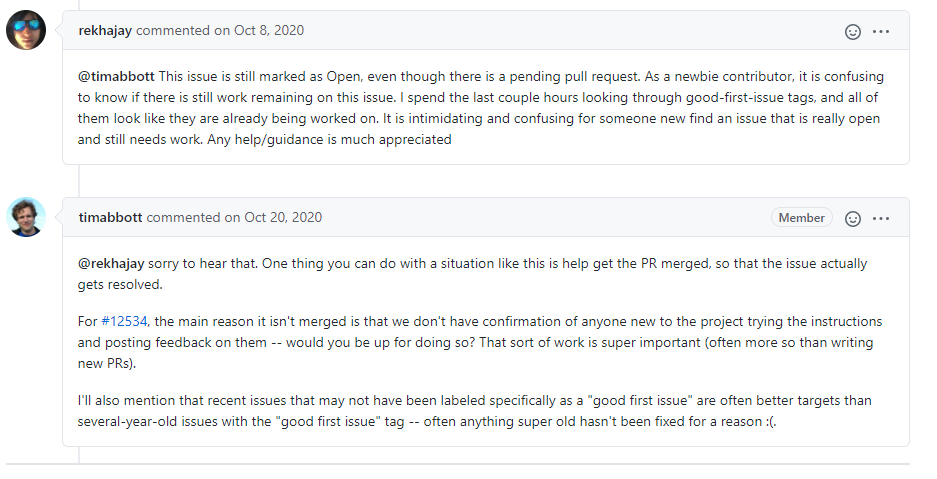 rekhajay commented on Oct 8, 2020
@timabbott This issue is still marked as Open, even though there is a pending pull request. As a newbie contributor, it is confusing
to know if there is still work remaining on this issue. I spend the last couple hours looking through good-first-issue tags, and all of
them look like they are already being worked on. It is intimidating and confusing for someone new find an issue that is really open
and still needs work. Any help/guidance is much appreciated
timabbott commented on Oct 20, 2020 Member
@rekhajay sorry to hear that. One thing you can do with a situation like this is help get the PR merged, so that the issue actually
gets resolved.
For #12534, the main reason it isn't merged is that we don't have confirmation of anyone new to the project trying the instructions
and posting feedback on them -- would you be up for doing so? That sort of work is super important (often more so than writing
new PRs).
I'll also mention that recent issues that may not have been labeled specifically as a "good first issue" are often better targets than
several-year-old issues with the "good first issue" tag -- often anything super old hasn't been fixed for a reason :(.